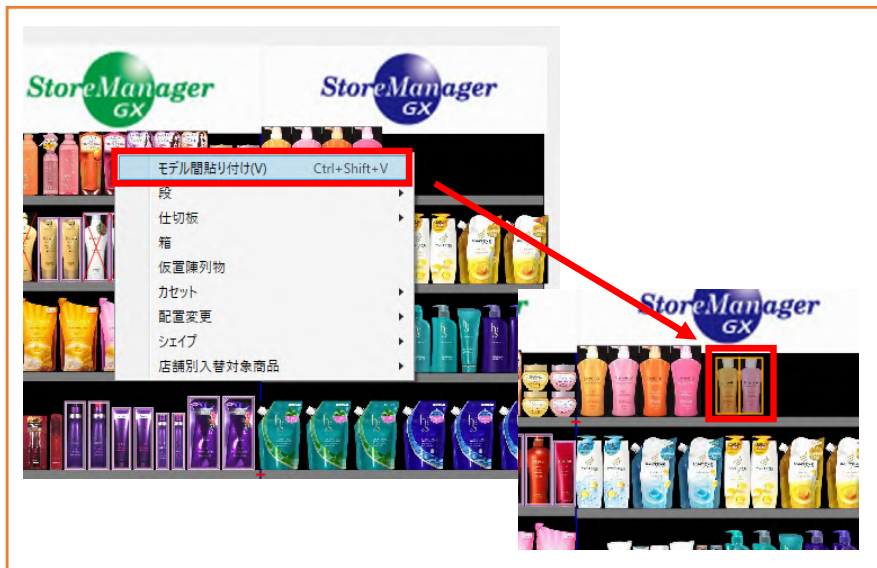 StoreManager
GX
StoreManager
GX
モデル間貼り付け(V) Ctrl+Shift+V
段
仕切板
箱
仮置陳列物
カセット
配置変更
シェイプ
店舗別入替対象商品
StoreManager
GX